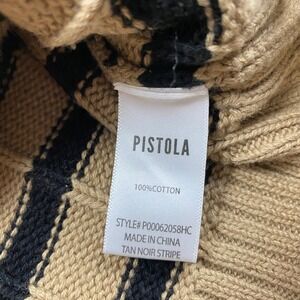 PISTOLA
100%COTTON
STYLE# P00062058HC
MADE IN CHINA
TAN NOIR STRIPE